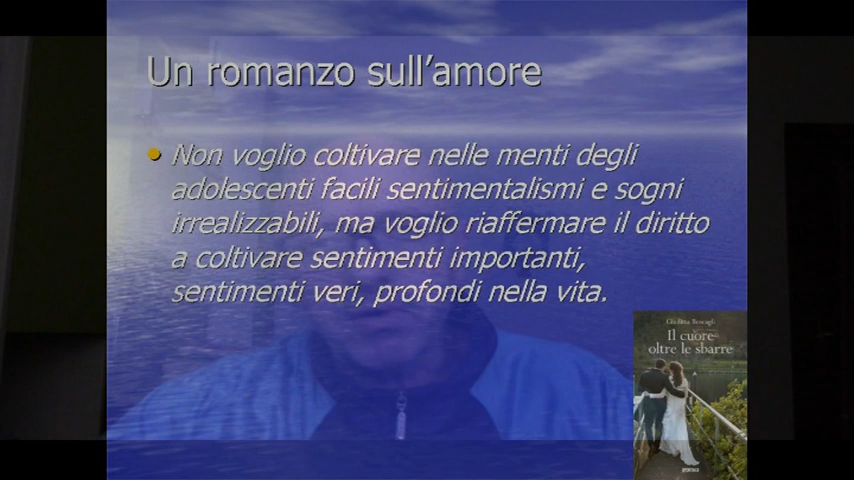 Un romanzo sull'amore
• Non voglio coltivare nelle menti degli
adolescenti facili sentimentalismi e sogni
irrealizzabili, ma voglio riaffermare il diritto
a coltivare sentimenti importanti,
sentimenti veri, profondi nella vita.
Il cuore
oltre le sbarre